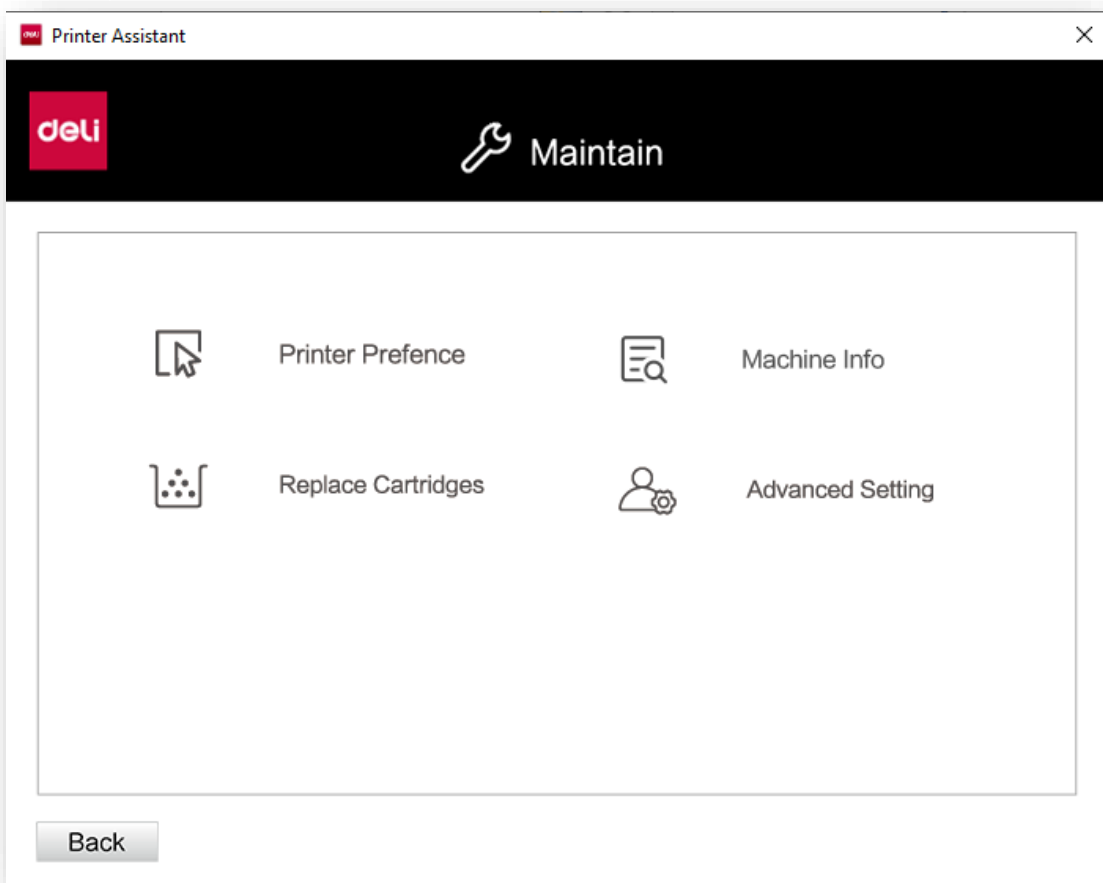 Printer Assistant
deli
Maintain
Printer Prefence
Machine Info
Replace Cartridges
Advanced Setting
Back